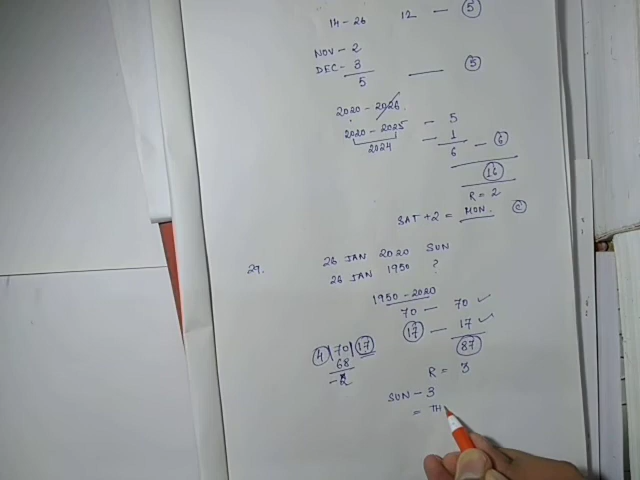 14-26 12 — 5
NOV - 2
DEC - 3 — 5
5
2020 - 2026
2020 - 2025 — 5
2024 — 1
6 — 6
16
R = 2
SAT + 2 = MON. C
29. 26 JAN 2020 SUN
26 JAN 1950 ?
1950 - 2020
70 — 70 ✓
17 — 17 ✓
87
4 | 70 | 17
68
2
R = 3
SUN - 3
= TH